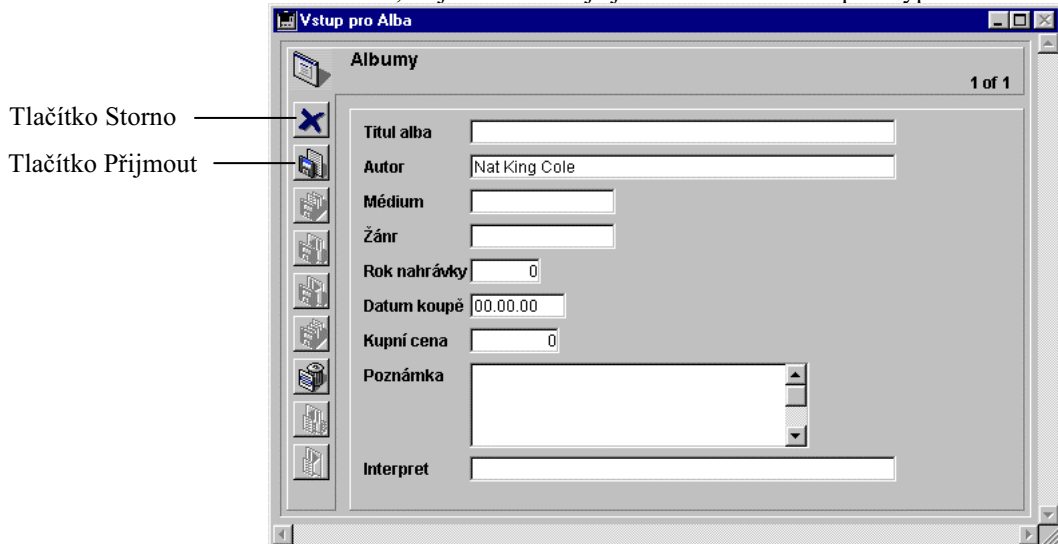 Vstup pro Alba
Albumy
1 of 1
Tlačítko Storno
Tlačítko Přijmout
Titul alba
Autor Nat King Cole
Médium
Žánr
Rok nahrávky 0
Datum koupě 00.00.00
Kupní cena 0
Poznámka
Interpret